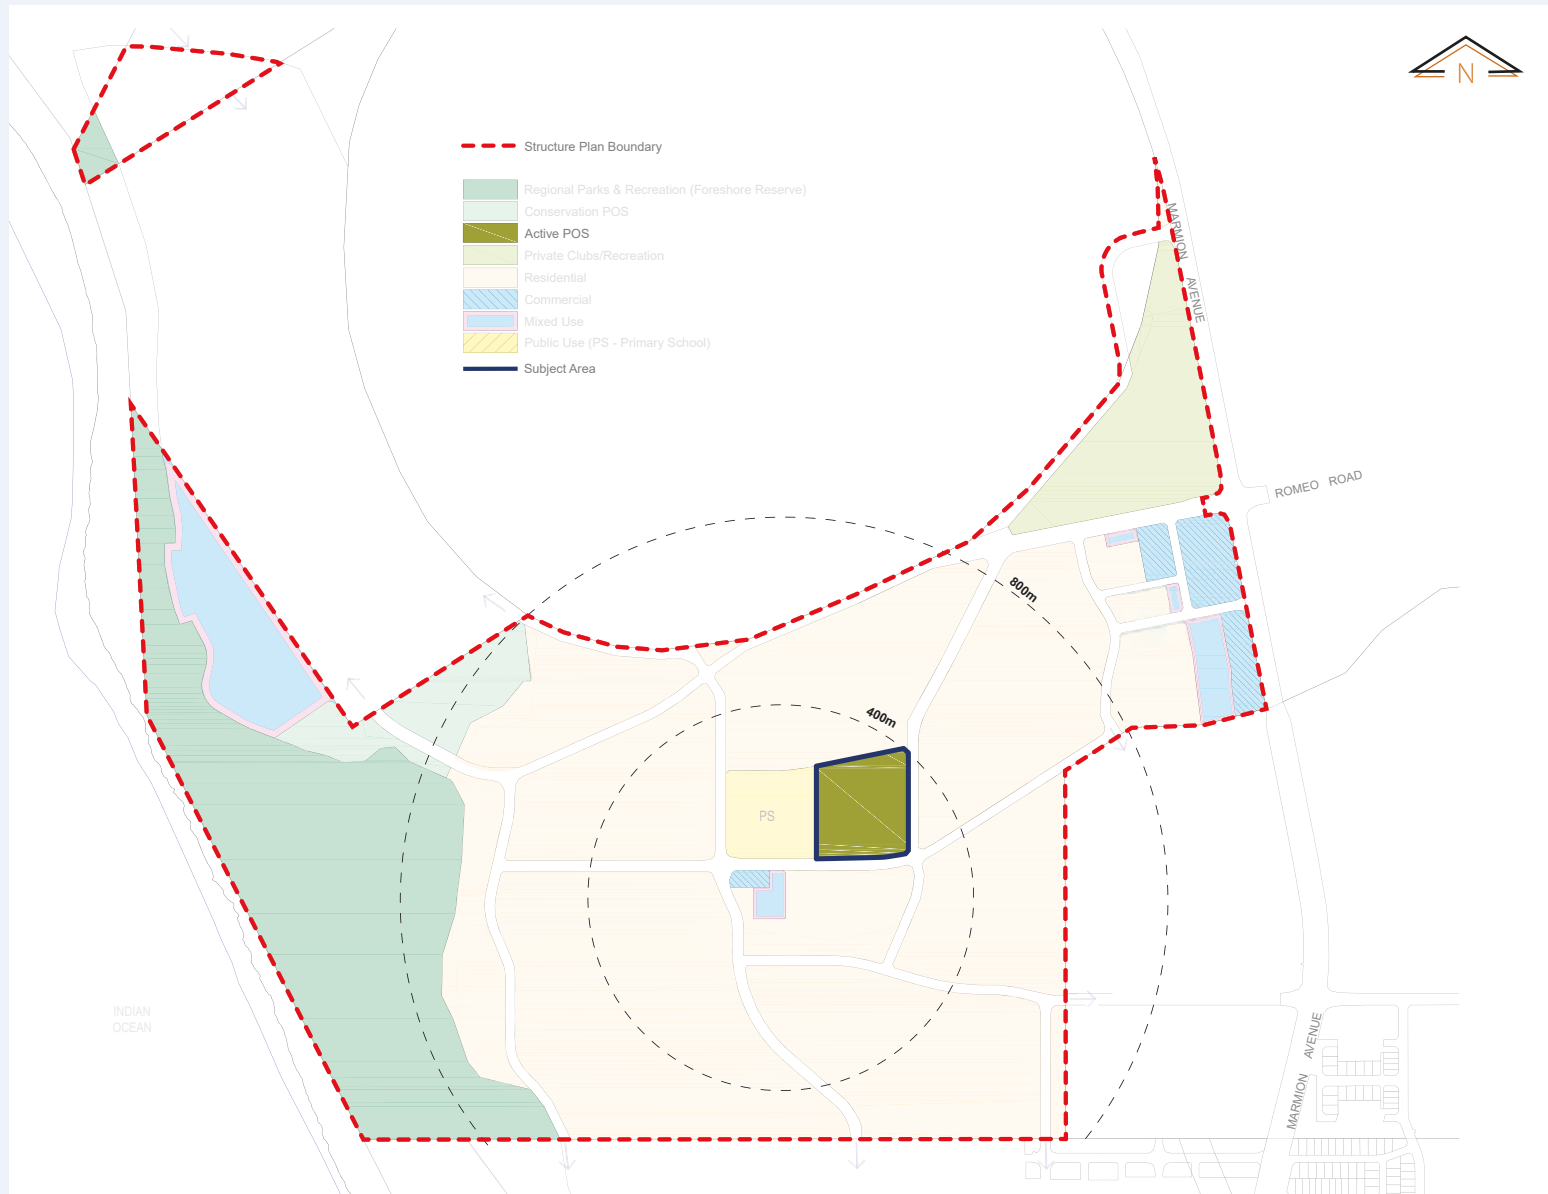 N
Structure Plan Boundary
Regional Parks & Recreation (Foreshore Reserve)
Conservation POS
Active POS
Private Clubs/Recreation
Residential
Commercial
Mixed Use
Public Use (PS - Primary School)
Subject Area
MARMION AVENUE
ROMEO ROAD
800m
400m
PS
INDIAN
OCEAN
MARMION AVENUE